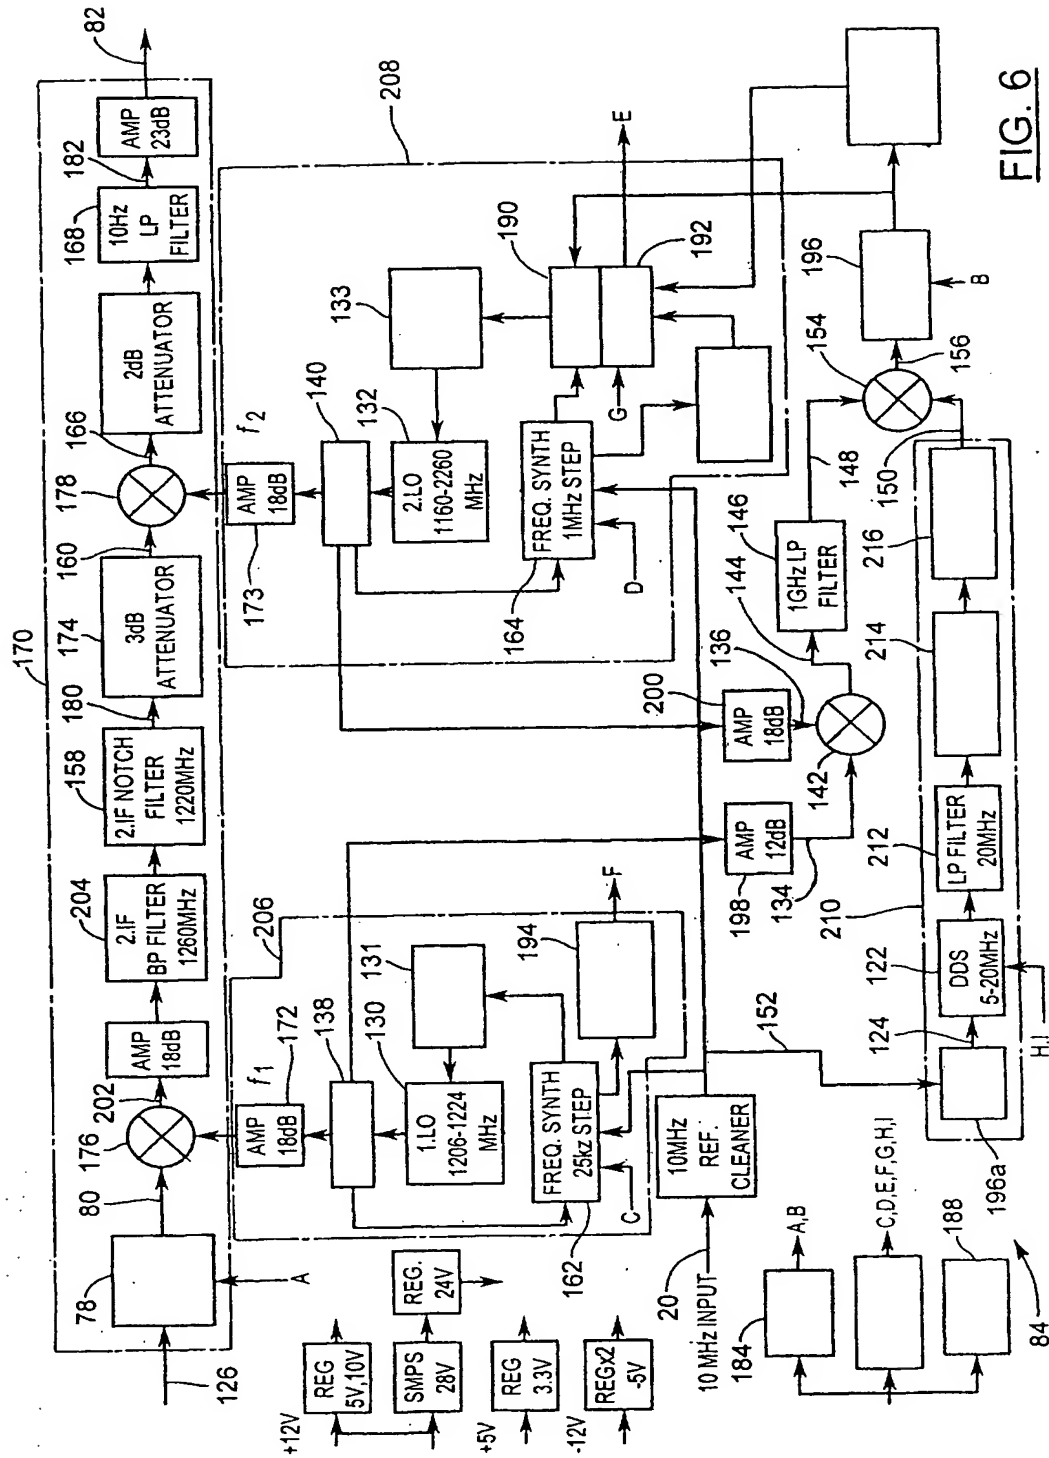 170
126
78
80
A
176
202
AMP
18dB
204
2.IF
BP FILTER
1260MHz
158
2.IF NOTCH
FILTER
1220MHz
180
174
3dB
ATTENUATOR
160
178
166
2dB
ATTENUATOR
168
10Hz
LP
FILTER
182
AMP
23dB
82
206
f1
AMP
18dB
172
138
130
1.LO
1206-1224
MHz
131
FREQ. SYNTH
25kz STEP
162
C
194
F
208
f2
AMP
18dB
173
140
132
2.LO
1160-2260
MHz
133
FREQ. SYNTH
1MHz STEP
164
D
G
190
192
E
+12V
REG
5V,10V
SMPS
28V
REG.
24V
+5V
REG
3.3V
-12V
REGx2
-5V
20
10 MHz INPUT
10MHz
REF.
CLEANER
152
198
AMP
12dB
134
200
AMP
18dB
136
142
144
146
1GHz LP
FILTER
148
150
154
156
196
B
184
A,B
C,D,E,F,G,H,I
188
84
196a
124
122
DDS
5-20MHz
H,I
210
212
LP FILTER
20MHz
214
216
FIG. 6